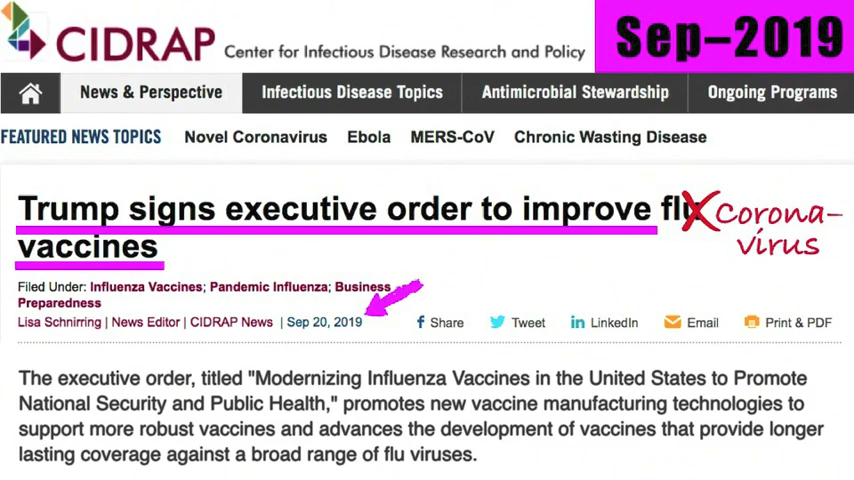 CIDRAP Center for Infectious Disease Research and Policy
Sep–2019
News & Perspective Infectious Disease Topics Antimicrobial Stewardship Ongoing Programs
FEATURED NEWS TOPICS Novel Coronavirus Ebola MERS-CoV Chronic Wasting Disease
Trump signs executive order to improve flu
vaccines
Corona-
virus
Filed Under: Influenza Vaccines; Pandemic Influenza; Business
Preparedness
Lisa Schnirring | News Editor | CIDRAP News | Sep 20, 2019
Share Tweet LinkedIn Email Print & PDF
The executive order, titled "Modernizing Influenza Vaccines in the United States to Promote
National Security and Public Health," promotes new vaccine manufacturing technologies to
support more robust vaccines and advances the development of vaccines that provide longer
lasting coverage against a broad range of flu viruses.